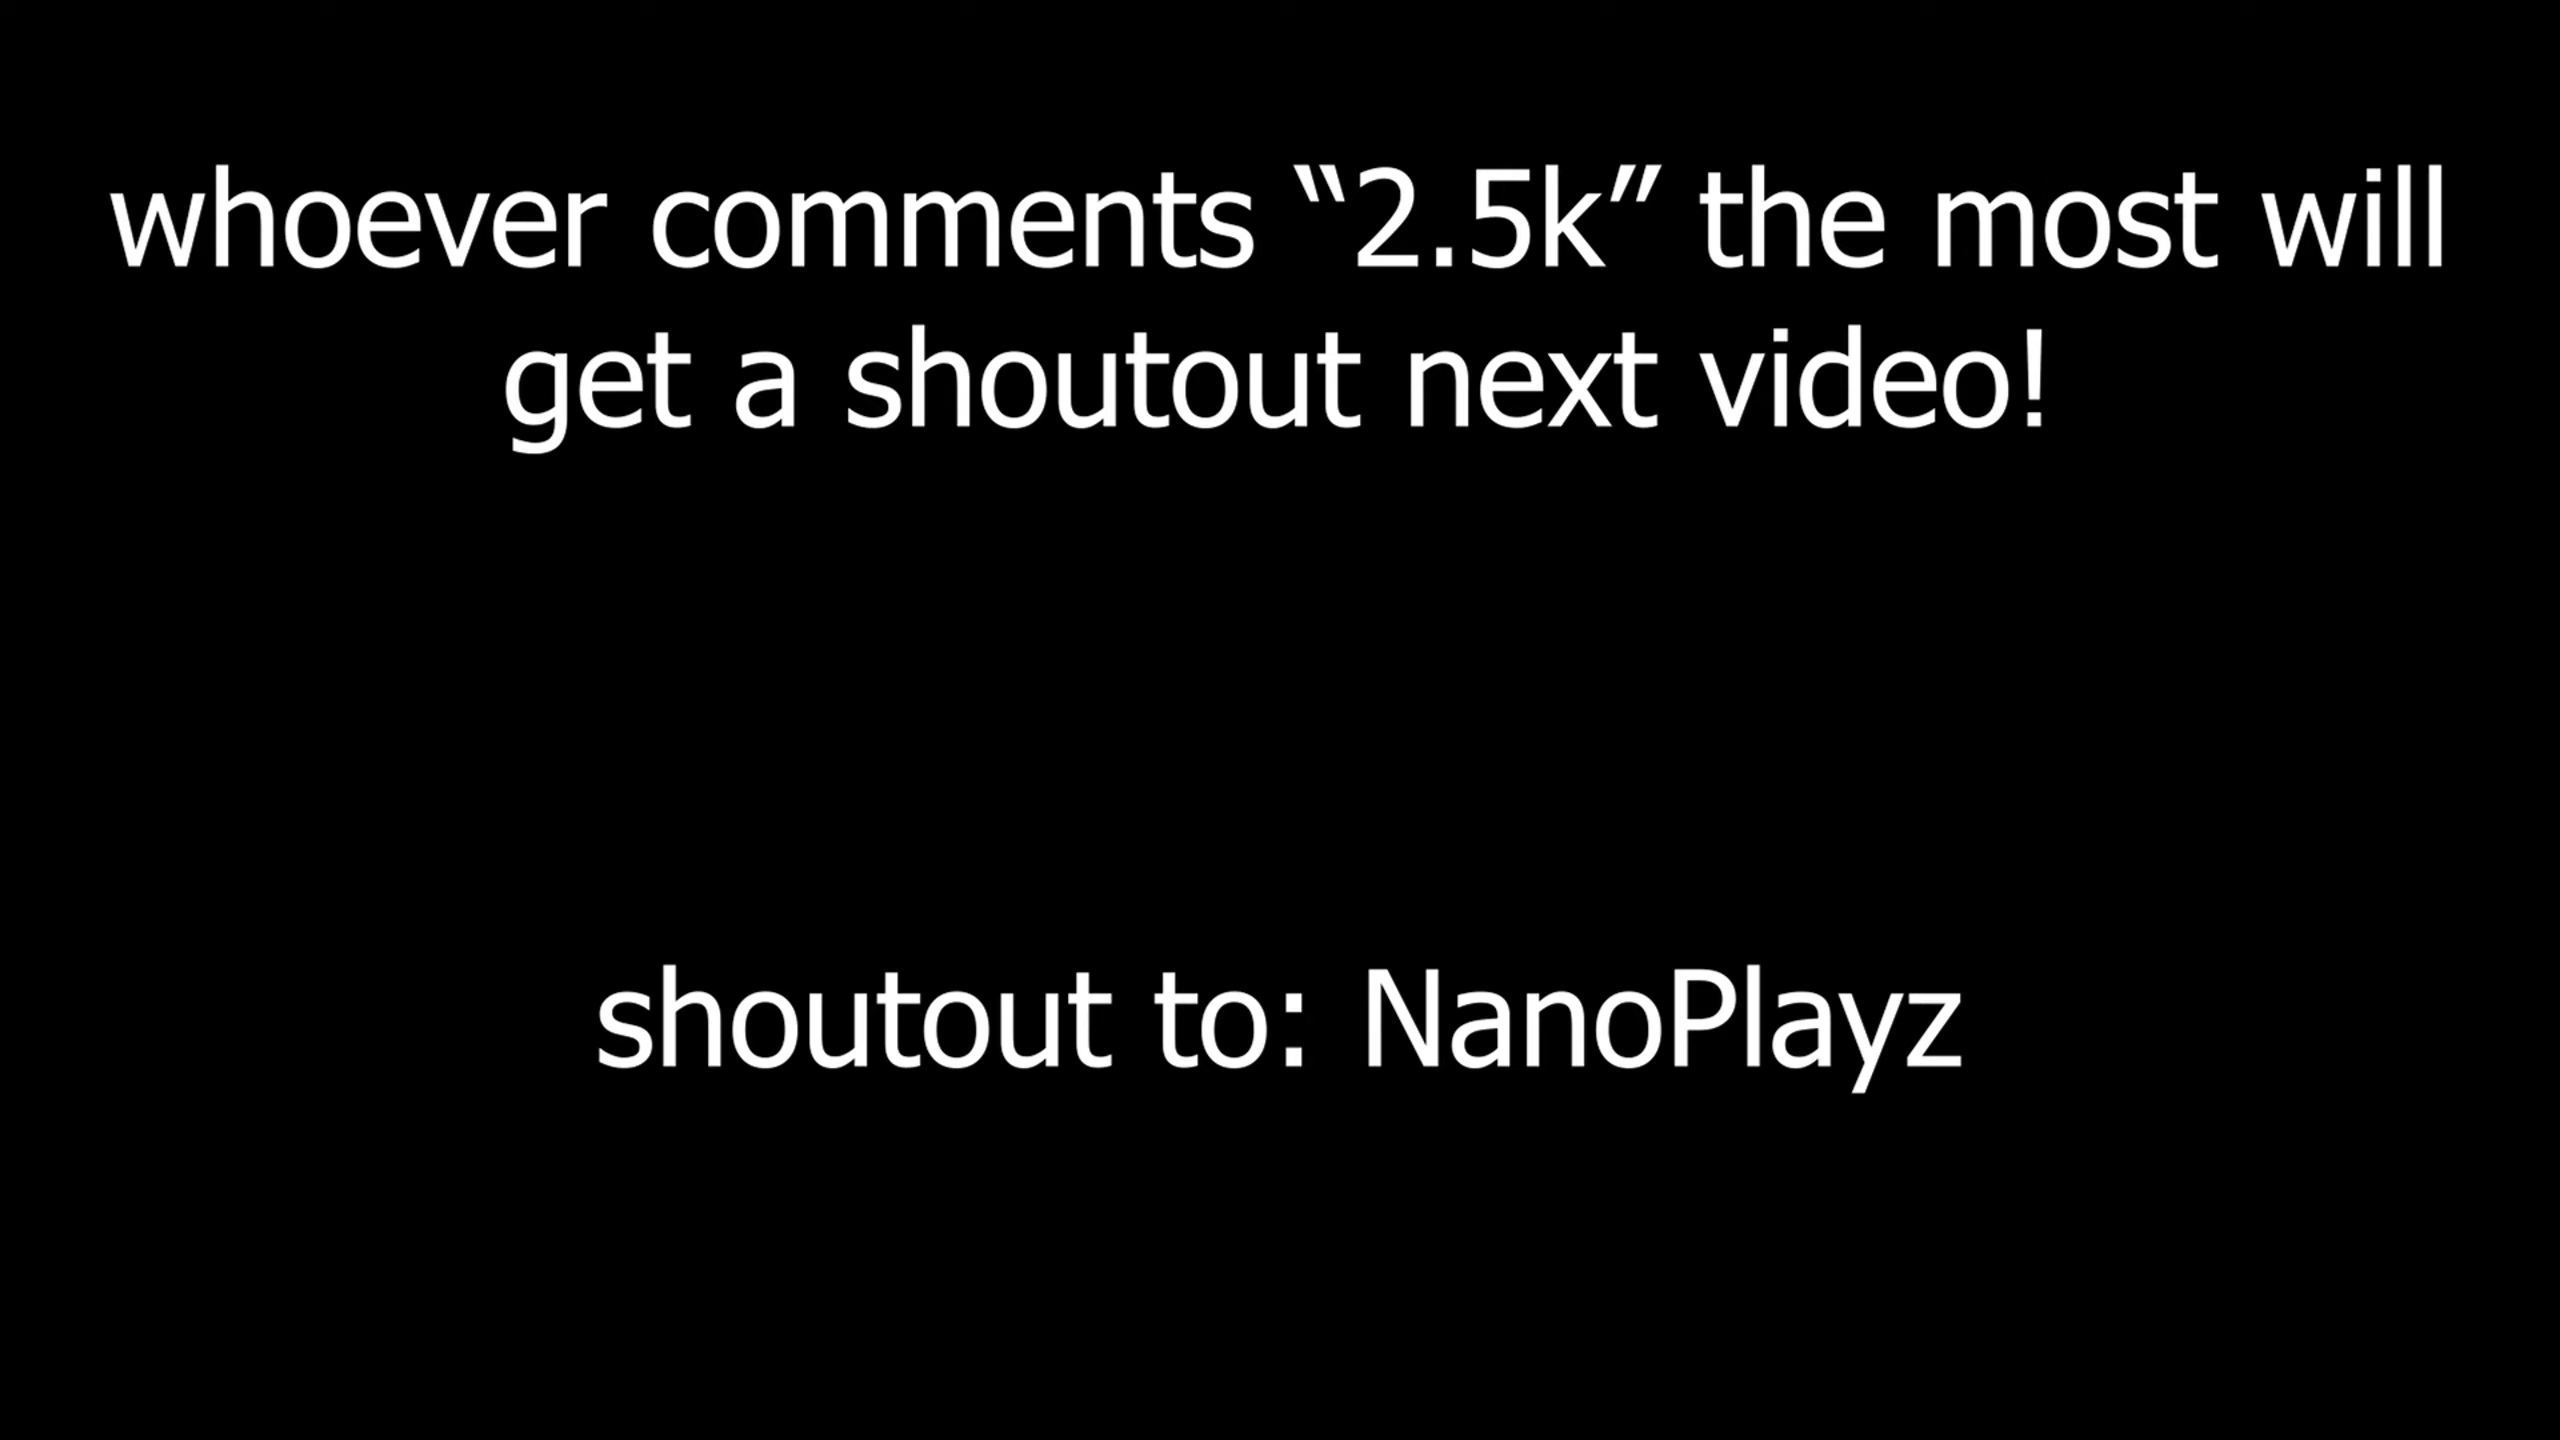 whoever comments “2.5k” the most will
get a shoutout next video!
shoutout to: NanoPlayz